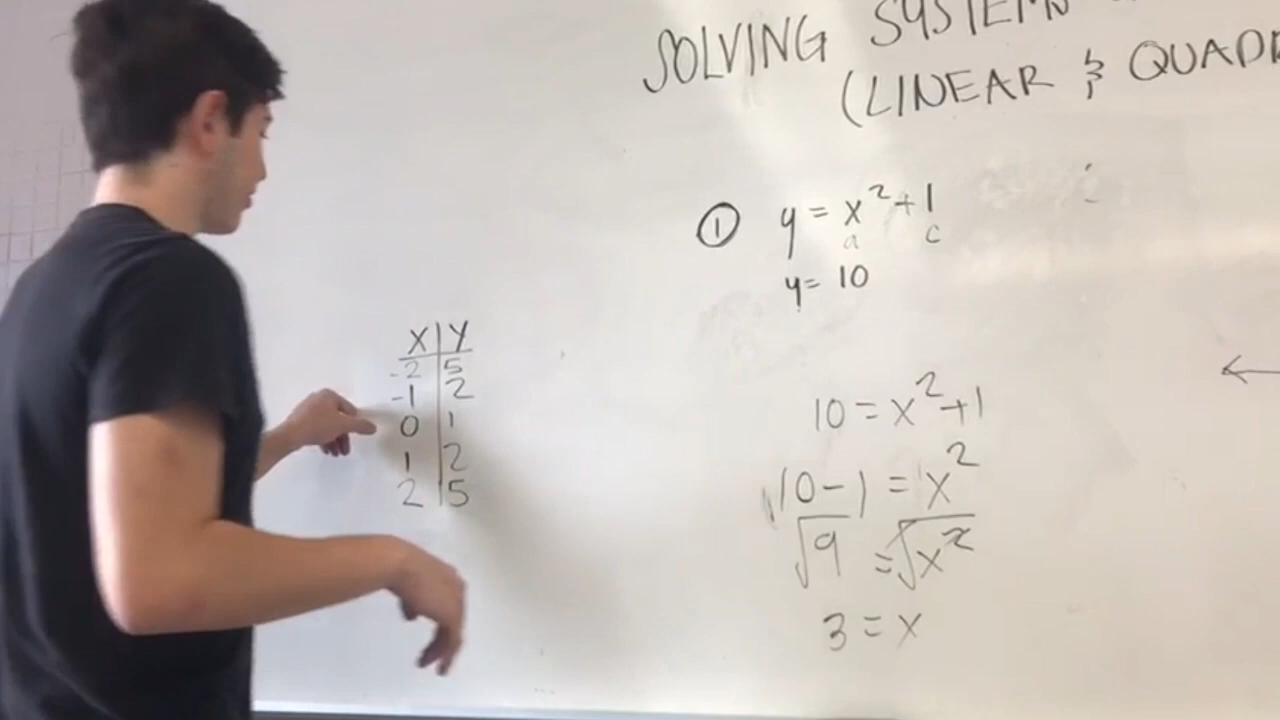 SOLVING SYSTEMS
(LINEAR & QUAD
① y = x² + 1
a c
y = 10
X | Y
-2 | 5
-1 | 2
0 | 1
1 | 2
2 | 5
10 = x² + 1
10 - 1 = x²
√9 = √x²
3 = x